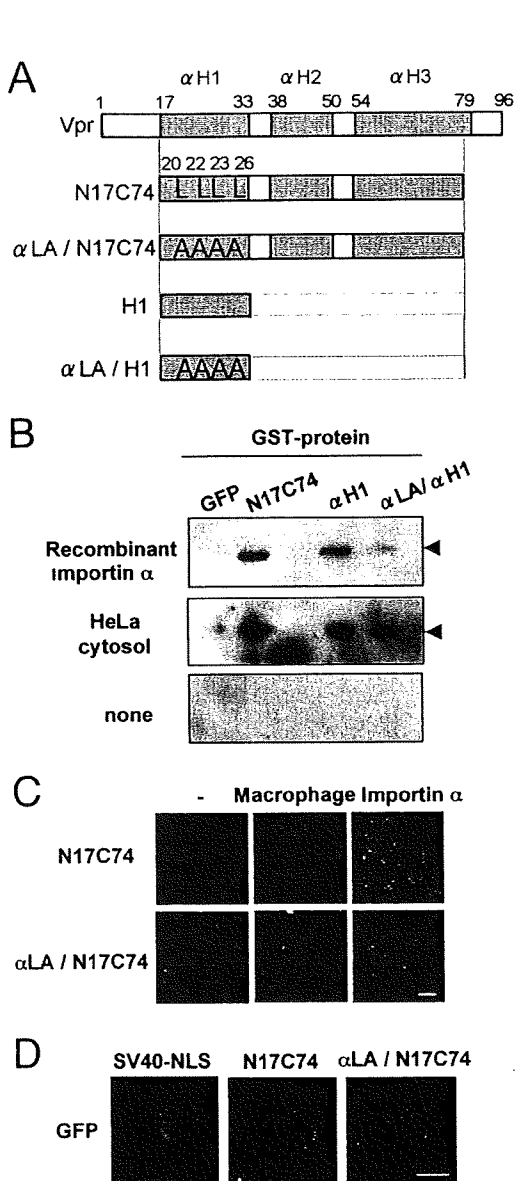 A
αH1 αH2 αH3
1 17 33 38 50 54 79 96
Vpr
20 22 23 26
N17C74 L LL L
αLA / N17C74 AAAA
H1
αLA / H1 AAAA
B
GST-protein
GFP N17C74 αH1 αLA/αH1
Recombinant
importin α
HeLa
cytosol
none
C
- Macrophage Importin α
N17C74
αLA / N17C74
D
SV40-NLS N17C74 αLA / N17C74
GFP